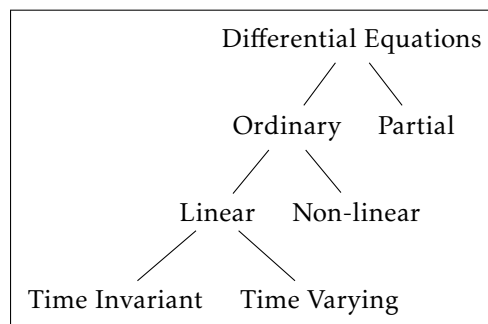 Differential Equations
Ordinary Partial
Linear Non-linear
Time Invariant Time Varying